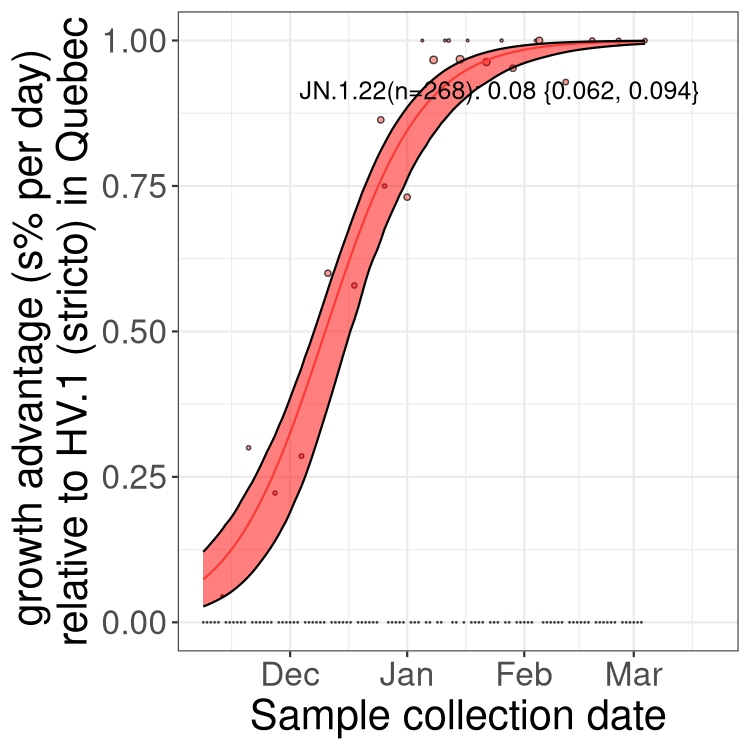 growth advantage (s% per day)
relative to HV.1 (stricto) in Quebec
1.00
0.75
0.50
0.25
0.00
JN.1.22(n=268): 0.08 {0.062, 0.094}
Dec Jan Feb Mar
Sample collection date